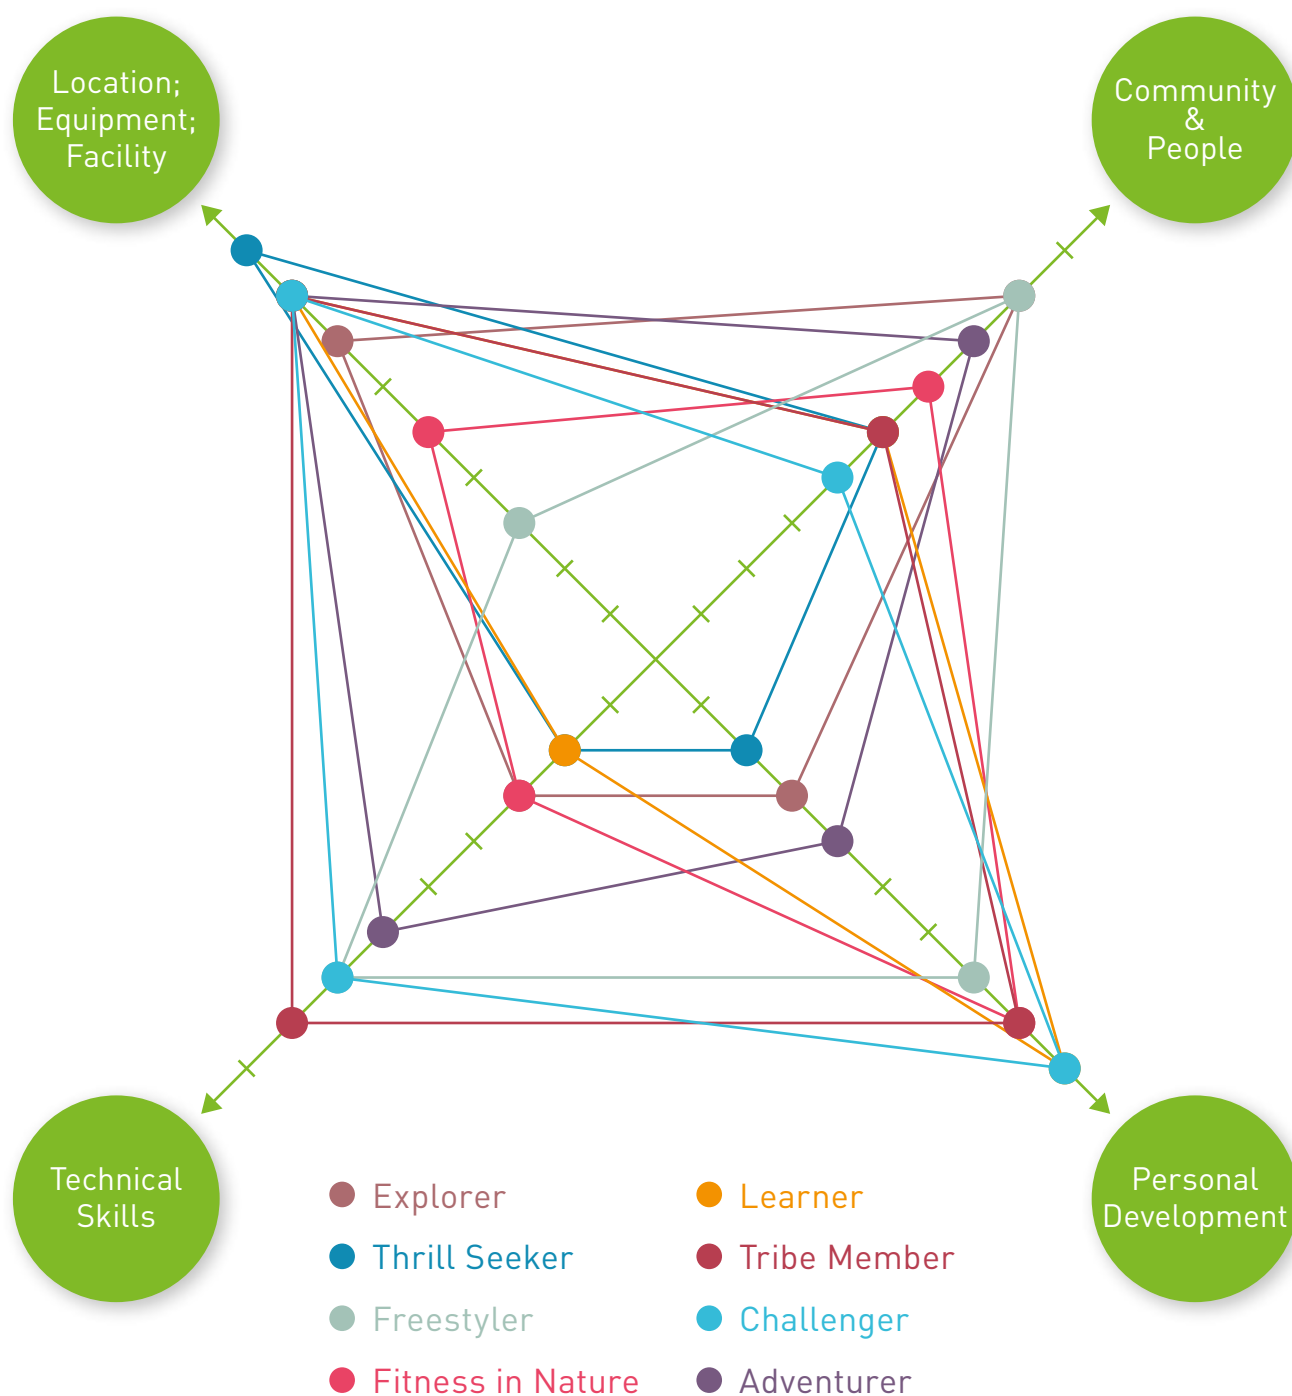 Location;
Equipment;
Facility
Community
&
People
Technical
Skills
Personal
Development
Explorer
Learner
Thrill Seeker
Tribe Member
Freestyler
Challenger
Fitness in Nature
Adventurer